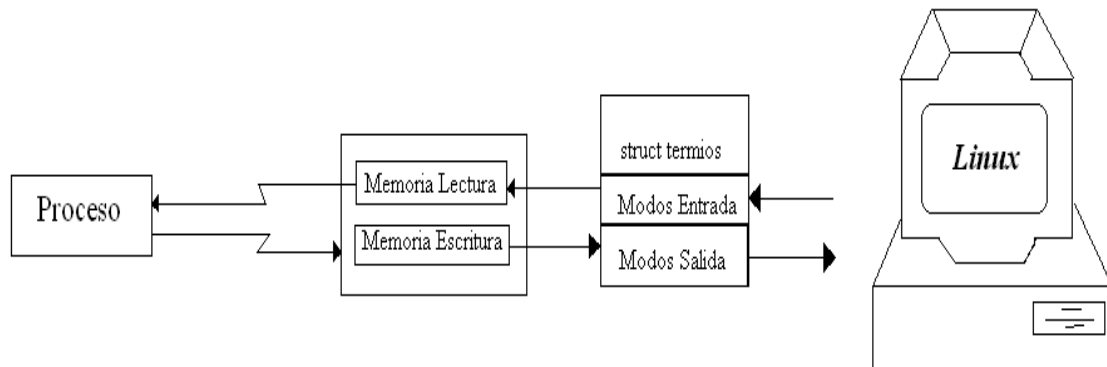 Proceso
Memoria Lectura
Memoria Escritura
struct termios
Modos Entrada
Modos Salida
Linux